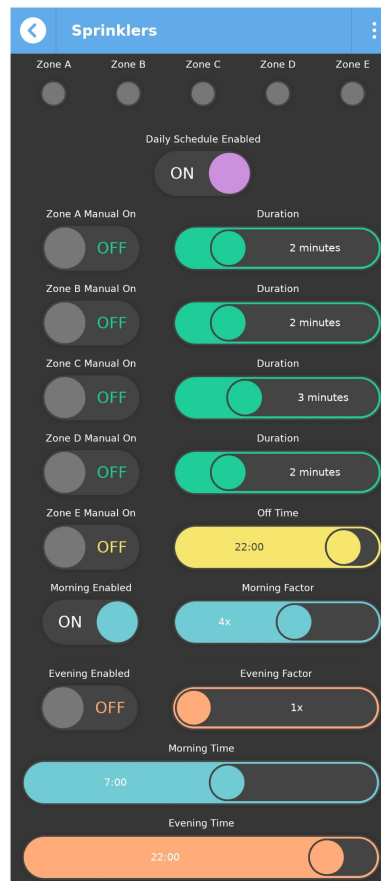 Sprinklers
Zone A Zone B Zone C Zone D Zone E
Daily Schedule Enabled
ON
Zone A Manual On Duration
OFF 2 minutes
Zone B Manual On Duration
OFF 2 minutes
Zone C Manual On Duration
OFF 3 minutes
Zone D Manual On Duration
OFF 2 minutes
Zone E Manual On Off Time
OFF 22:00
Morning Enabled Morning Factor
ON 4x
Evening Enabled Evening Factor
OFF 1x
Morning Time
7:00
Evening Time
22:00